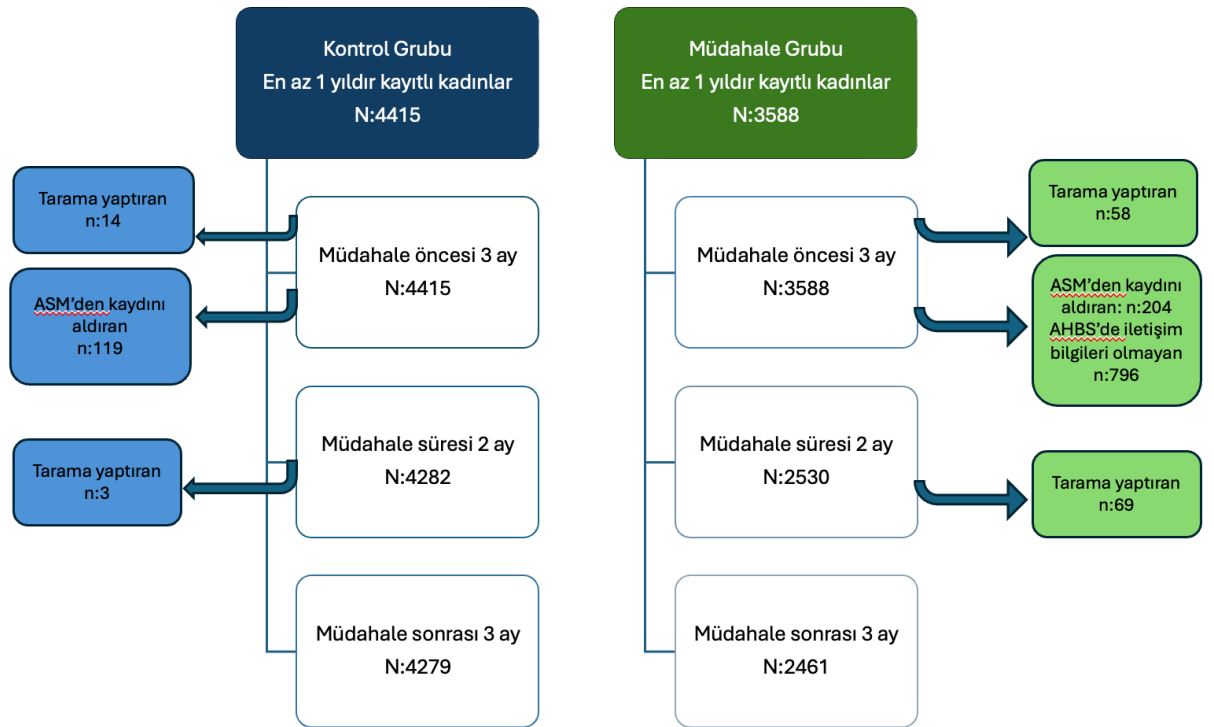 Kontrol Grubu
En az 1 yıldır kayıtlı kadınlar
N:4415
Müdahale Grubu
En az 1 yıldır kayıtlı kadınlar
N:3588
Tarama yaptıran
n:14
Müdahale öncesi 3 ay
N:4415
Müdahale öncesi 3 ay
N:3588
Tarama yaptıran
n:58
ASM’den kaydını
aldıran
n:119
ASM’den kaydını
aldıran: n:204
AHBS’de iletişim
bilgileri olmayan
n:796
Tarama yaptıran
n:3
Müdahale süresi 2 ay
N:4282
Müdahale süresi 2 ay
N:2530
Tarama yaptıran
n:69
Müdahale sonrası 3 ay
N:4279
Müdahale sonrası 3 ay
N:2461